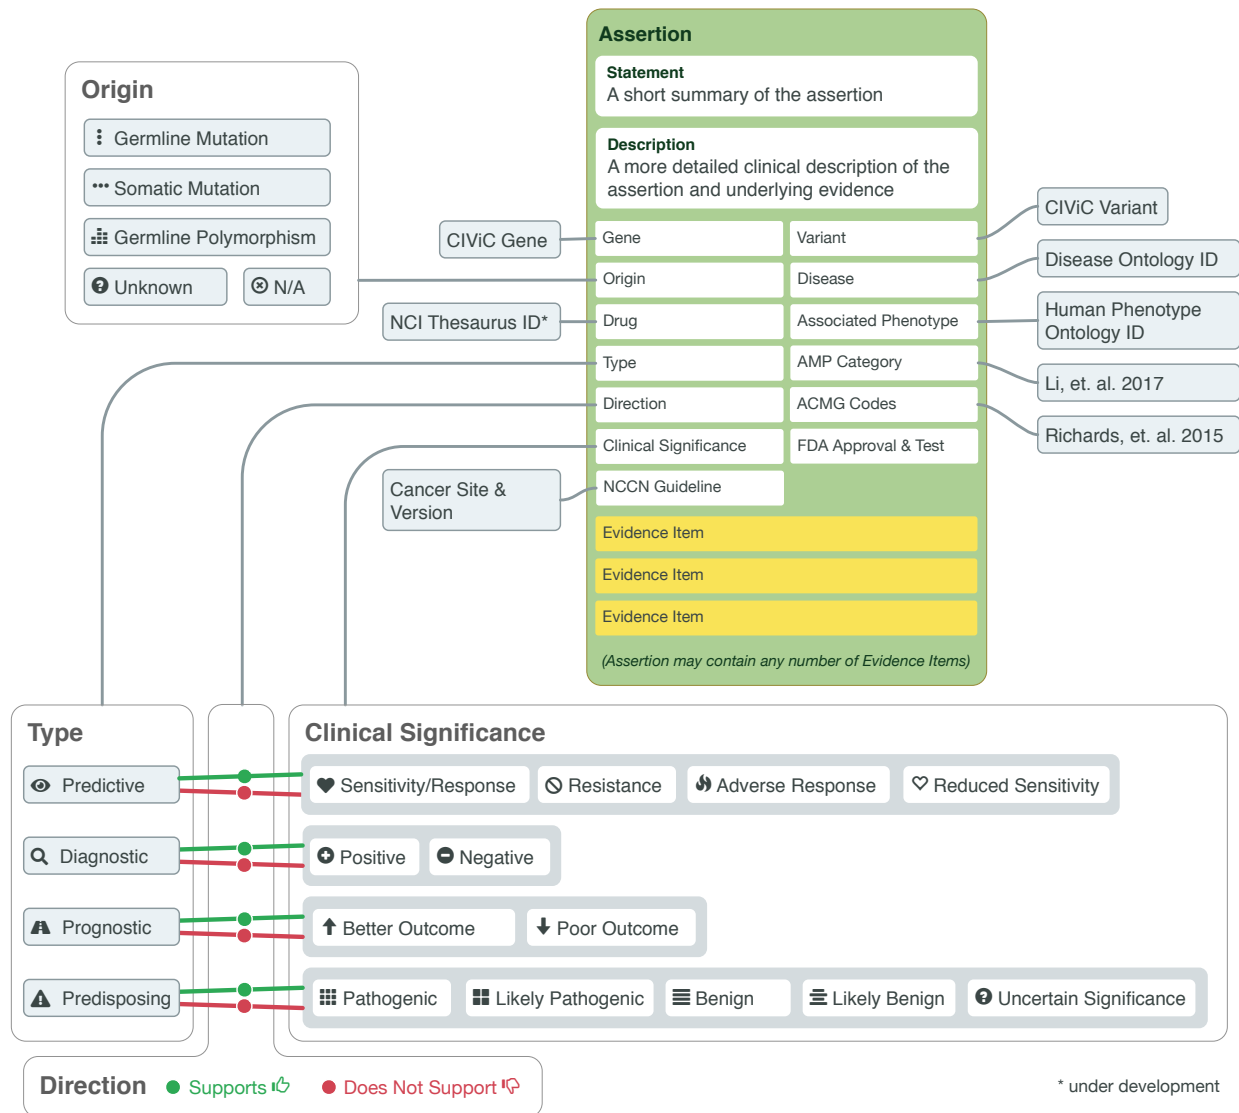 Assertion
Statement
A short summary of the assertion
Description
A more detailed clinical description of the
assertion and underlying evidence
Origin
Germline Mutation
Somatic Mutation
Germline Polymorphism
Unknown
N/A
CIViC Gene
Gene
Variant
CIViC Variant
Origin
Disease
Disease Ontology ID
NCI Thesaurus ID*
Drug
Associated Phenotype
Human Phenotype
Ontology ID
Type
AMP Category
Li, et. al. 2017
Direction
ACMG Codes
Richards, et. al. 2015
Clinical Significance
FDA Approval & Test
Cancer Site &
Version
NCCN Guideline
Evidence Item
Evidence Item
Evidence Item
(Assertion may contain any number of Evidence Items)
Type
Clinical Significance
Predictive
Sensitivity/Response
Resistance
Adverse Response
Reduced Sensitivity
Diagnostic
Positive
Negative
Prognostic
Better Outcome
Poor Outcome
Predisposing
Pathogenic
Likely Pathogenic
Benign
Likely Benign
Uncertain Significance
Direction
Supports
Does Not Support
* under development